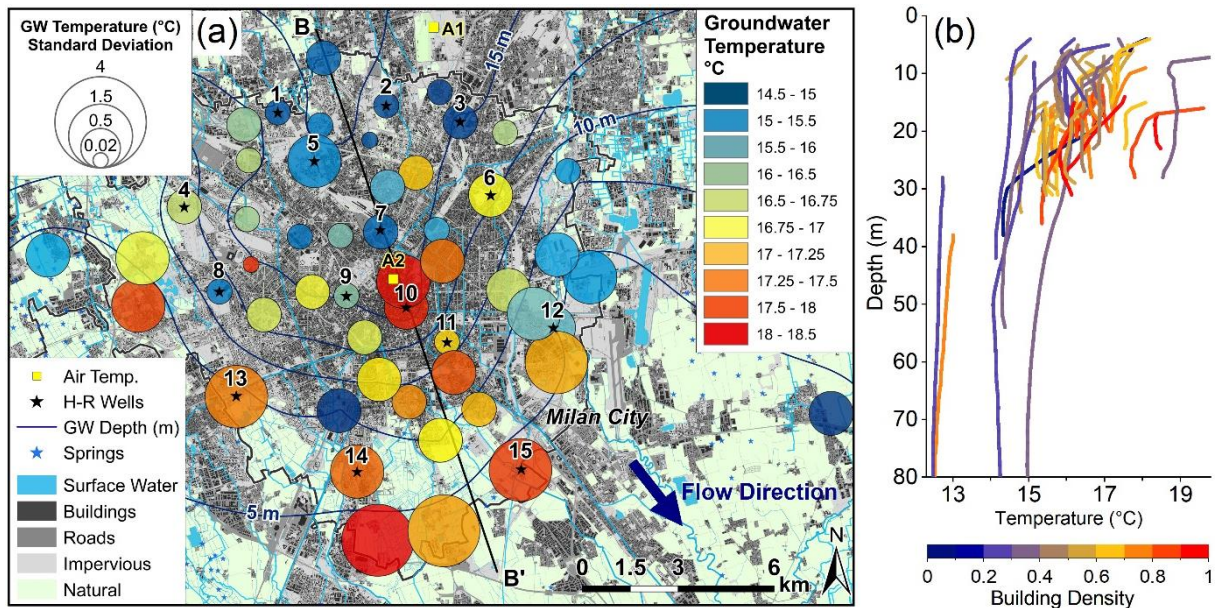 GW Temperature (°C)
Standard Deviation
4
1.5
0.5
0.02
(a)
B
A1
15 m
10 m
1
2
3
5
4
6
7
8
A2
9
10
11
12
13
14
15
5 m
Milan City
Flow Direction
B'
N
0 1.5 3 6
km
Groundwater
Temperature
°C
14.5 - 15
15 - 15.5
15.5 - 16
16 - 16.5
16.5 - 16.75
16.75 - 17
17 - 17.25
17.25 - 17.5
17.5 - 18
18 - 18.5
Air Temp.
H-R Wells
GW Depth (m)
Springs
Surface Water
Buildings
Roads
Impervious
Natural
(b)
0
10
20
30
40
50
60
70
80
Depth (m)
13 15 17 19
Temperature (°C)
0 0.2 0.4 0.6 0.8 1
Building Density